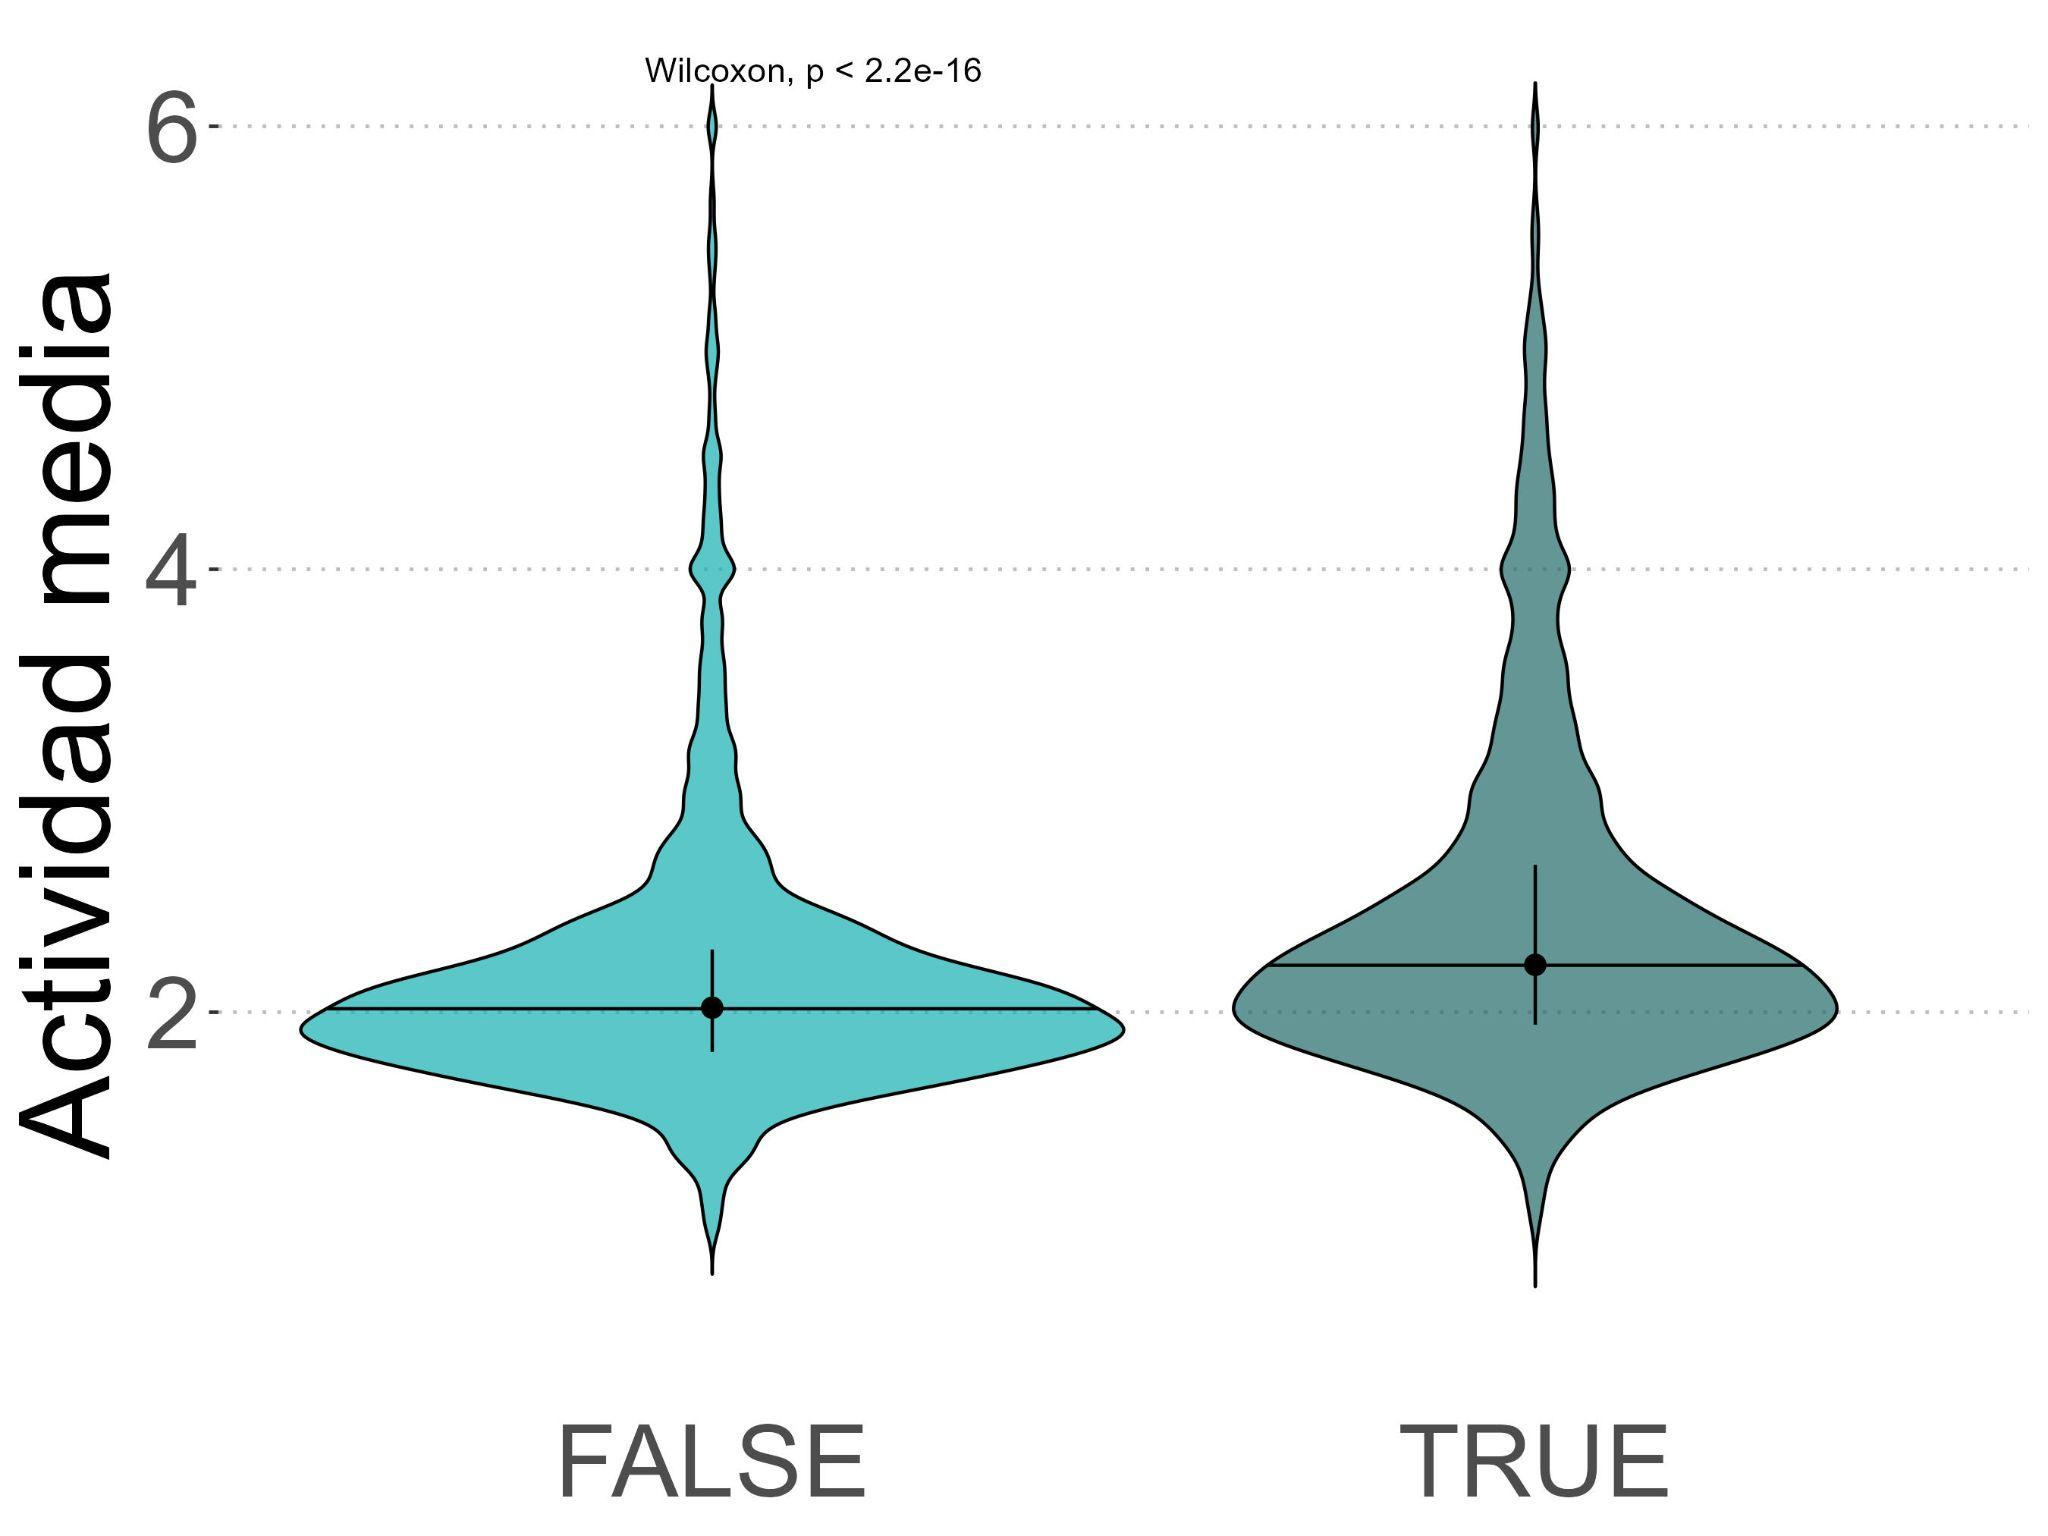 Wilcoxon, p < 2.2e-16
6
4
2
Actividad media
FALSE
TRUE